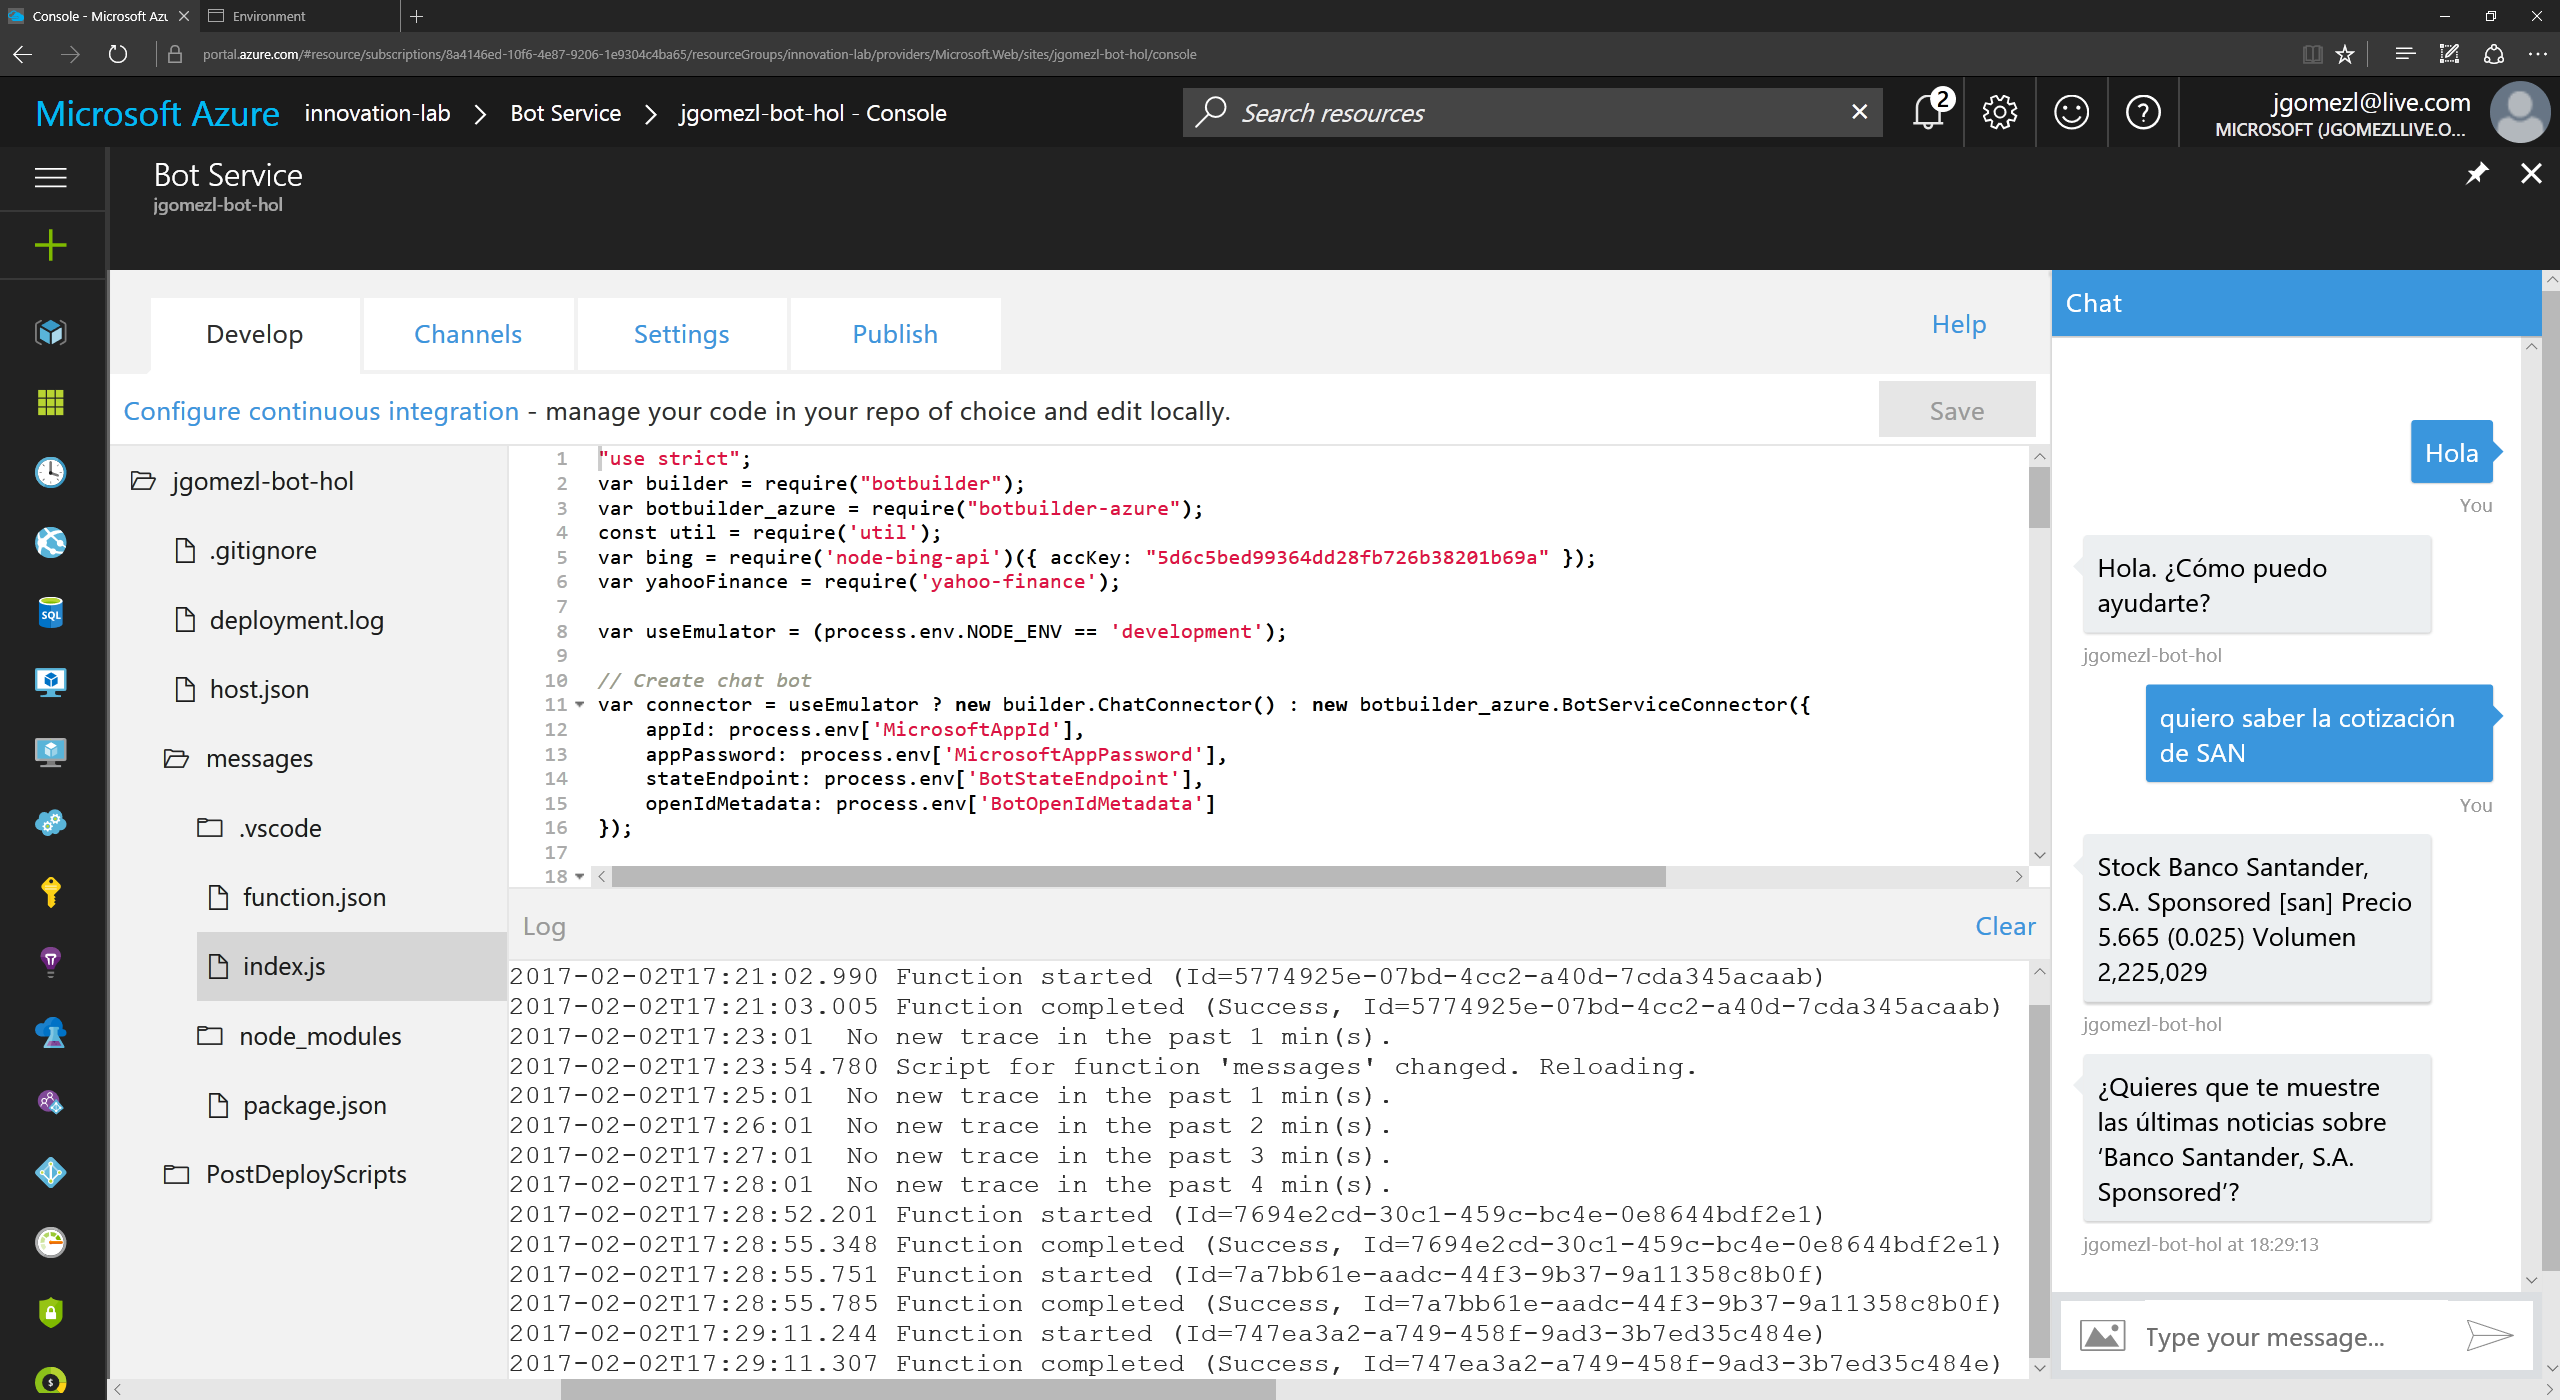 Console - Microsoft Azu
Environment
portal.azure.com/#resource/subscriptions/8a4146ed-10f6-4e87-9206-1e9304c4ba65/resourceGroups/innovation-lab/providers/Microsoft.Web/sites/jgomezl-bot-hol/console
Microsoft Azure innovation-lab > Bot Service > jgomezl-bot-hol - Console
Search resources
2
jgomezl@live.com
MICROSOFT (JGOMEZLLIVE.O...
Bot Service
jgomezl-bot-hol
Develop
Channels
Settings
Publish
Help
Configure continuous integration - manage your code in your repo of choice and edit locally.
Save
jgomezl-bot-hol
.gitignore
deployment.log
host.json
messages
.vscode
function.json
index.js
node_modules
package.json
PostDeployScripts
SQL
1 "use strict";
2 var builder = require("botbuilder");
3 var botbuilder_azure = require("botbuilder-azure");
4 const util = require('util');
5 var bing = require('node-bing-api')({ accKey: "5d6c5bed99364dd28fb726b38201b69a" });
6 var yahooFinance = require('yahoo-finance');
7
8 var useEmulator = (process.env.NODE_ENV == 'development');
9
10 // Create chat bot
11 var connector = useEmulator ? new builder.ChatConnector() : new botbuilder_azure.BotServiceConnector({
12 appId: process.env['MicrosoftAppId'],
13 appPassword: process.env['MicrosoftAppPassword'],
14 stateEndpoint: process.env['BotStateEndpoint'],
15 openIdMetadata: process.env['BotOpenIdMetadata']
16 });
17
18
Log
Clear
2017-02-02T17:21:02.990 Function started (Id=5774925e-07bd-4cc2-a40d-7cda345acaab)
2017-02-02T17:21:03.005 Function completed (Success, Id=5774925e-07bd-4cc2-a40d-7cda345acaab)
2017-02-02T17:23:01 No new trace in the past 1 min(s).
2017-02-02T17:23:54.780 Script for function 'messages' changed. Reloading.
2017-02-02T17:25:01 No new trace in the past 1 min(s).
2017-02-02T17:26:01 No new trace in the past 2 min(s).
2017-02-02T17:27:01 No new trace in the past 3 min(s).
2017-02-02T17:28:01 No new trace in the past 4 min(s).
2017-02-02T17:28:52.201 Function started (Id=7694e2cd-30c1-459c-bc4e-0e8644bdf2e1)
2017-02-02T17:28:55.348 Function completed (Success, Id=7694e2cd-30c1-459c-bc4e-0e8644bdf2e1)
2017-02-02T17:28:55.751 Function started (Id=7a7bb61e-aadc-44f3-9b37-9a11358c8b0f)
2017-02-02T17:28:55.785 Function completed (Success, Id=7a7bb61e-aadc-44f3-9b37-9a11358c8b0f)
2017-02-02T17:29:11.244 Function started (Id=747ea3a2-a749-458f-9ad3-3b7ed35c484e)
2017-02-02T17:29:11.307 Function completed (Success, Id=747ea3a2-a749-458f-9ad3-3b7ed35c484e)
Chat
Hola
You
Hola. ¿Cómo puedo
ayudarte?
jgomezl-bot-hol
quiero saber la cotización
de SAN
You
Stock Banco Santander,
S.A. Sponsored [san] Precio
5.665 (0.025) Volumen
2,225,029
jgomezl-bot-hol
¿Quieres que te muestre
las últimas noticias sobre
'Banco Santander, S.A.
Sponsored'?
jgomezl-bot-hol at 18:29:13
Type your message...